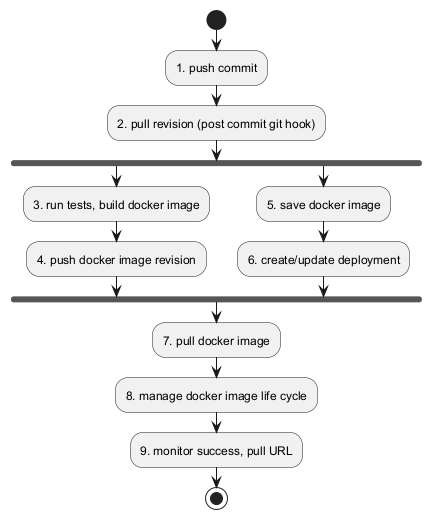 1. push commit
2. pull revision (post commit git hook)
3. run tests, build docker image
5. save docker image
4. push docker image revision
6. create/update deployment
7. pull docker image
8. manage docker image life cycle
9. monitor success, pull URL